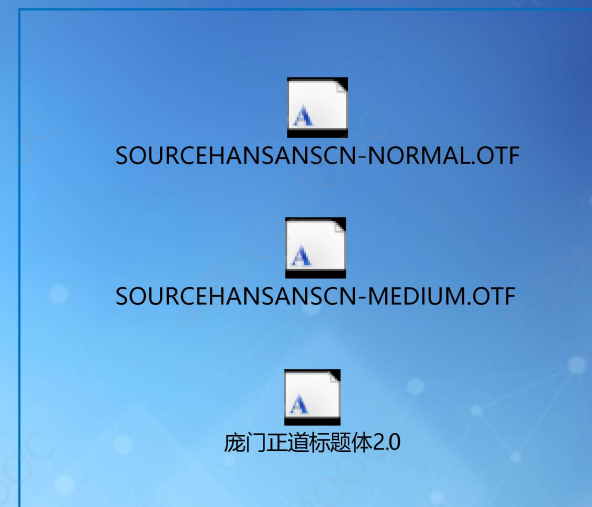 SOURCEHANSANSCN-NORMAL.OTF
SOURCEHANSANSCN-MEDIUM.OTF
庞门正道标题体2.0